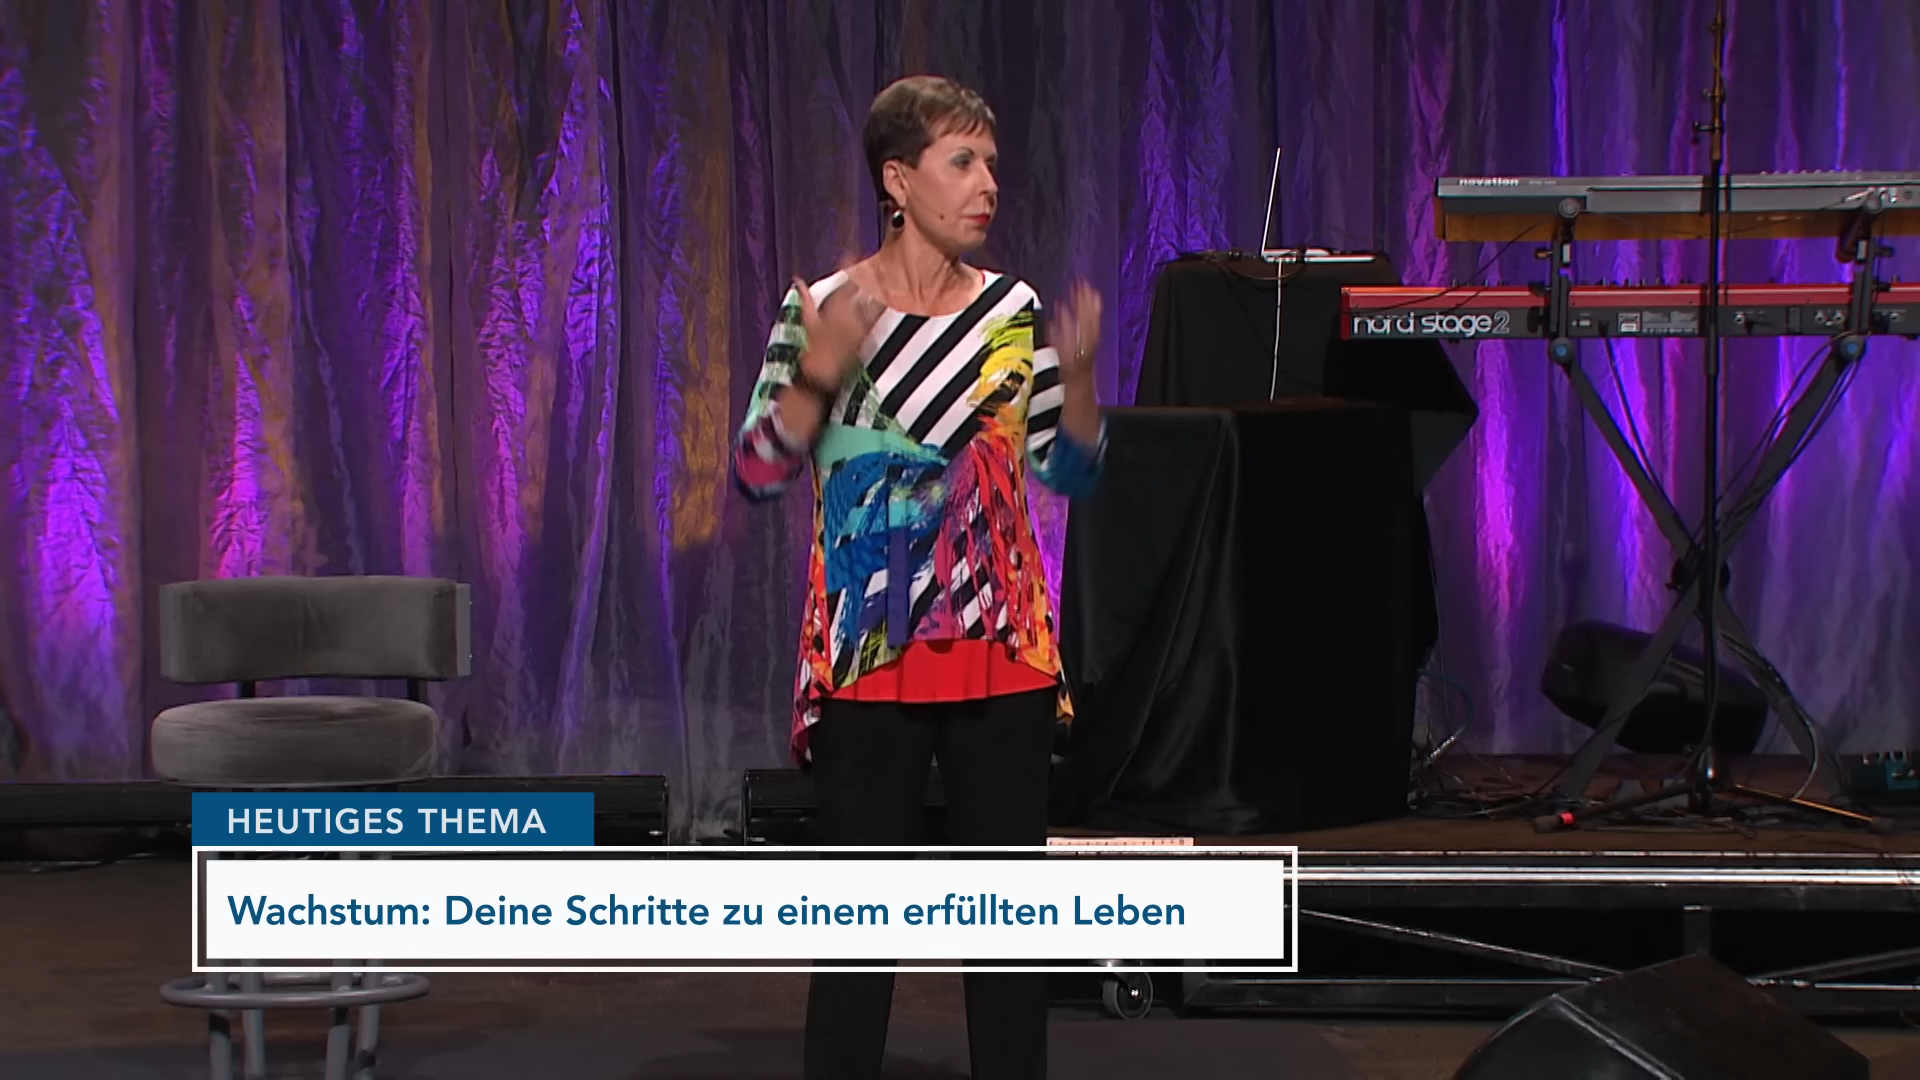 novation
nord stage2
HEUTIGES THEMA
Wachstum: Deine Schritte zu einem erfüllten Leben